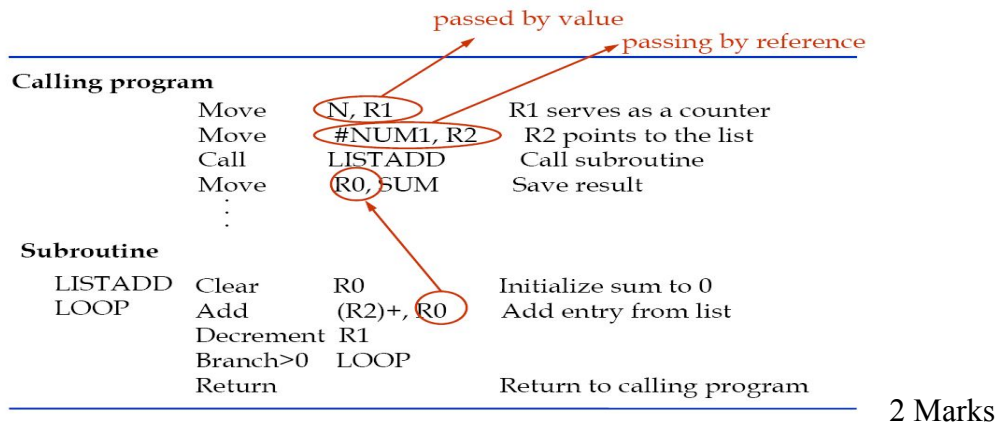 passed by value
passing by reference
Calling program
Move N, R1 R1 serves as a counter
Move #NUM1, R2 R2 points to the list
Call LISTADD Call subroutine
Move R0, SUM Save result
.
.
.
Subroutine
LISTADD Clear R0 Initialize sum to 0
LOOP Add (R2)+, R0 Add entry from list
Decrement R1
Branch>0 LOOP
Return Return to calling program
2 Marks